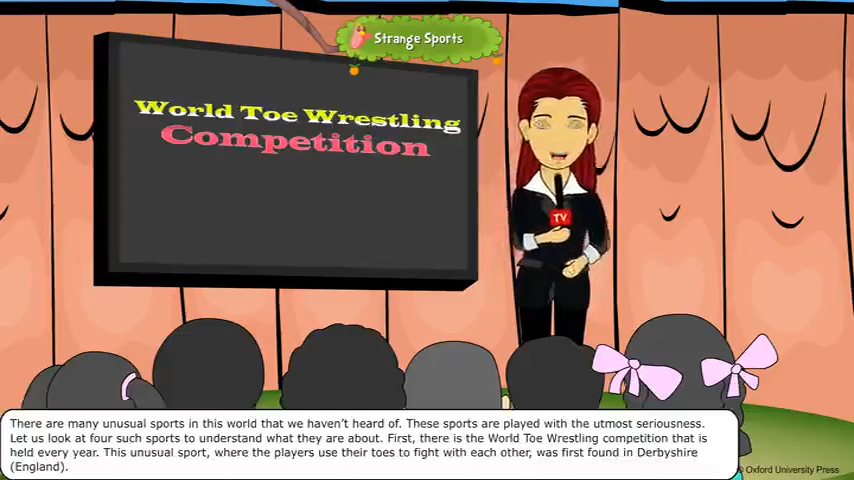 Strange Sports
World Toe Wrestling
Competition
TV
There are many unusual sports in this world that we haven't heard of. These sports are played with the utmost seriousness.
Let us look at four such sports to understand what they are about. First, there is the World Toe Wrestling competition that is
held every year. This unusual sport, where the players use their toes to fight with each other, was first found in Derbyshire
(England).
© Oxford University Press